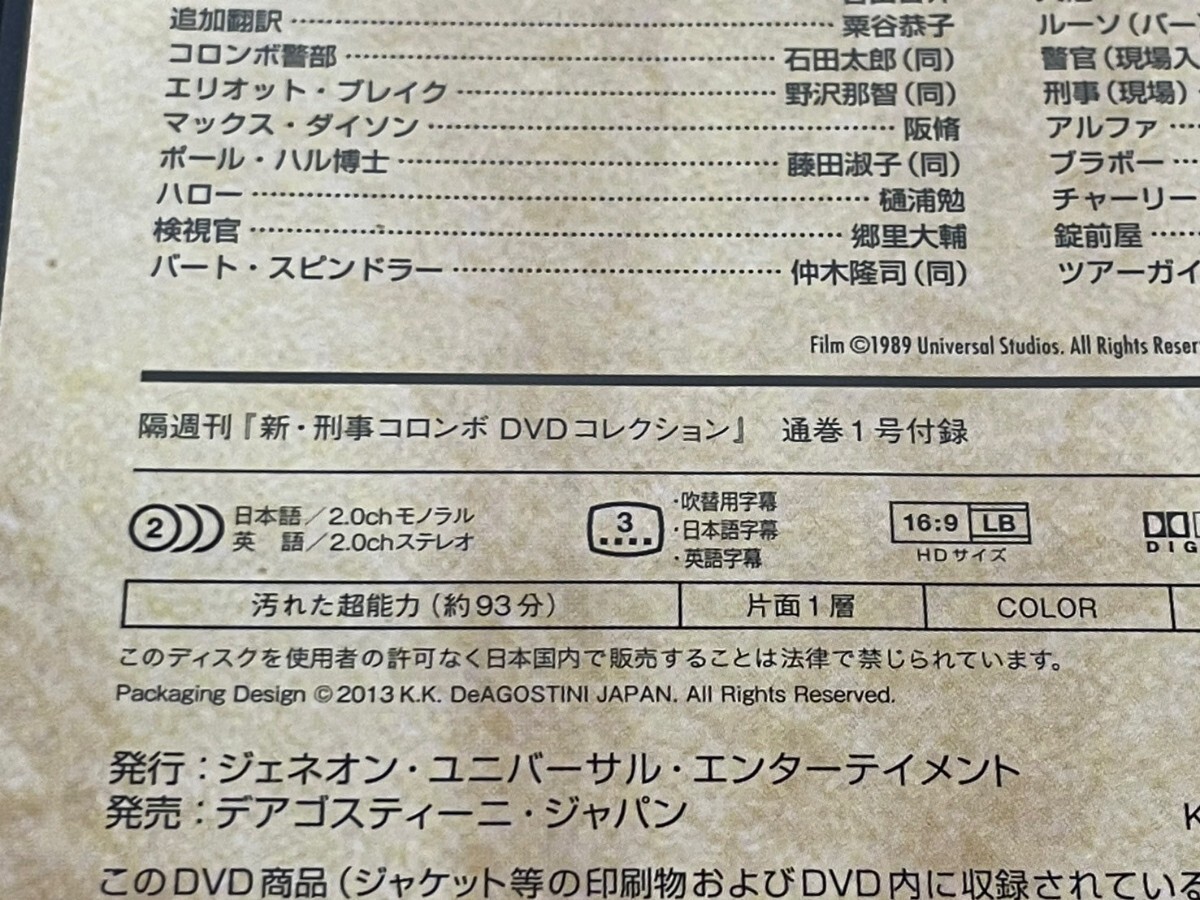 追加翻訳 粟谷恭子
コロンボ警部 石田太郎(同)
エリオット・ブレイク 野沢那智(同)
マックス・ダイソン 阪脩
ポール・ハル博士 藤田淑子(同)
ハロー 樋浦勉
検視官 郷里大輔
バート・スピンドラー 仲木隆司(同)
ルーソ(バー
警官(現場入
刑事(現場)
アルファ
ブラボー
チャーリー
錠前屋
ツアーガイ
Film ©1989 Universal Studios. All Rights Reser
隔週刊『新・刑事コロンボ DVDコレクション』 通巻1号付録
2 日本語/2.0chモノラル
英 語/2.0chステレオ
3 ・吹替用字幕
・日本語字幕
・英語字幕
16:9 LB
HDサイズ
DIG
汚れた超能力(約93分) 片面1層 COLOR
このディスクを使用者の許可なく日本国内で販売することは法律で禁じられています。
Packaging Design ©2013 K.K. DeAGOSTINI JAPAN. All Rights Reserved.
発行:ジェネオン・ユニバーサル・エンターテイメント
発売:デアゴスティーニ・ジャパン
K
このDVD商品(ジャケット等の印刷物およびDVD内に収録されている